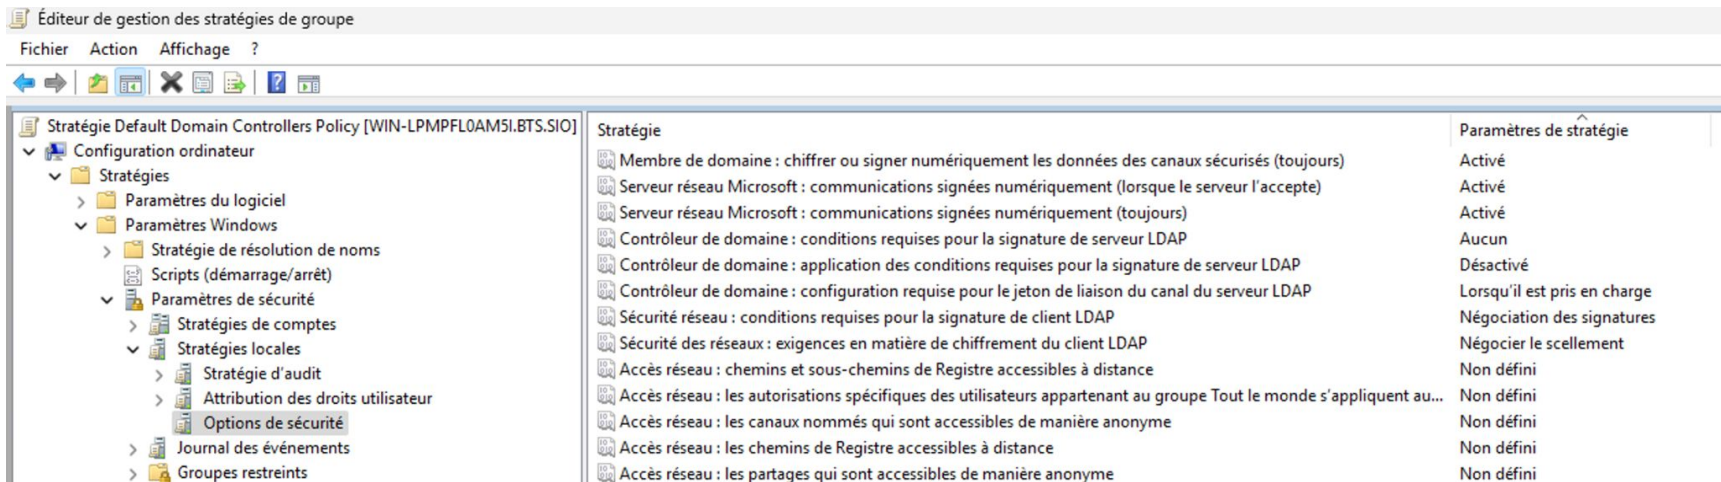 Éditeur de gestion des stratégies de groupe
Fichier Action Affichage ?
Stratégie Default Domain Controllers Policy [WIN-LPMPFL0AM5I.BTS.SIO]
Configuration ordinateur
Stratégies
Paramètres du logiciel
Paramètres Windows
Stratégie de résolution de noms
Scripts (démarrage/arrêt)
Paramètres de sécurité
Stratégies de comptes
Stratégies locales
Stratégie d'audit
Attribution des droits utilisateur
Options de sécurité
Journal des événements
Groupes restreints
Stratégie Paramètres de stratégie
Membre de domaine : chiffrer ou signer numériquement les données des canaux sécurisés (toujours) Activé
Serveur réseau Microsoft : communications signées numériquement (lorsque le serveur l'accepte) Activé
Serveur réseau Microsoft : communications signées numériquement (toujours) Activé
Contrôleur de domaine : conditions requises pour la signature de serveur LDAP Aucun
Contrôleur de domaine : application des conditions requises pour la signature de serveur LDAP Désactivé
Contrôleur de domaine : configuration requise pour le jeton de liaison du canal du serveur LDAP Lorsqu'il est pris en charge
Sécurité réseau : conditions requises pour la signature de client LDAP Négociation des signatures
Sécurité des réseaux : exigences en matière de chiffrement du client LDAP Négocier le scellement
Accès réseau : chemins et sous-chemins de Registre accessibles à distance Non défini
Accès réseau : les autorisations spécifiques des utilisateurs appartenant au groupe Tout le monde s'appliquent au... Non défini
Accès réseau : les canaux nommés qui sont accessibles de manière anonyme Non défini
Accès réseau : les chemins de Registre accessibles à distance Non défini
Accès réseau : les partages qui sont accessibles de manière anonyme Non défini